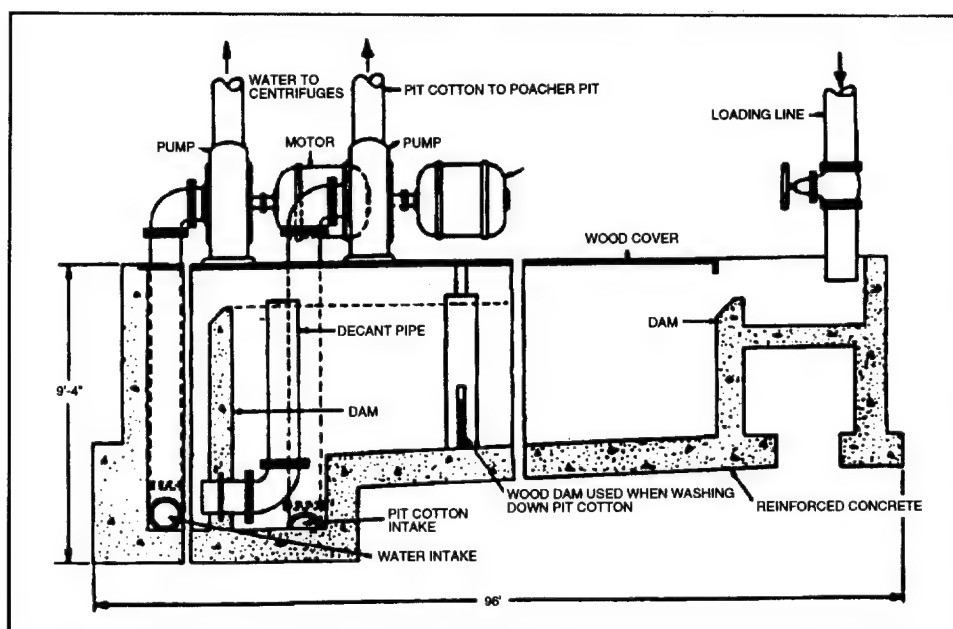 WATER TO
CENTRIFUGES
PIT COTTON TO POACHER PIT
LOADING LINE
PUMP
MOTOR
PUMP
WOOD COVER
DECANT PIPE
DAM
9'-4"
DAM
WOOD DAM USED WHEN WASHING
DOWN PIT COTTON
REINFORCED CONCRETE
PIT COTTON
INTAKE
WATER INTAKE
96'